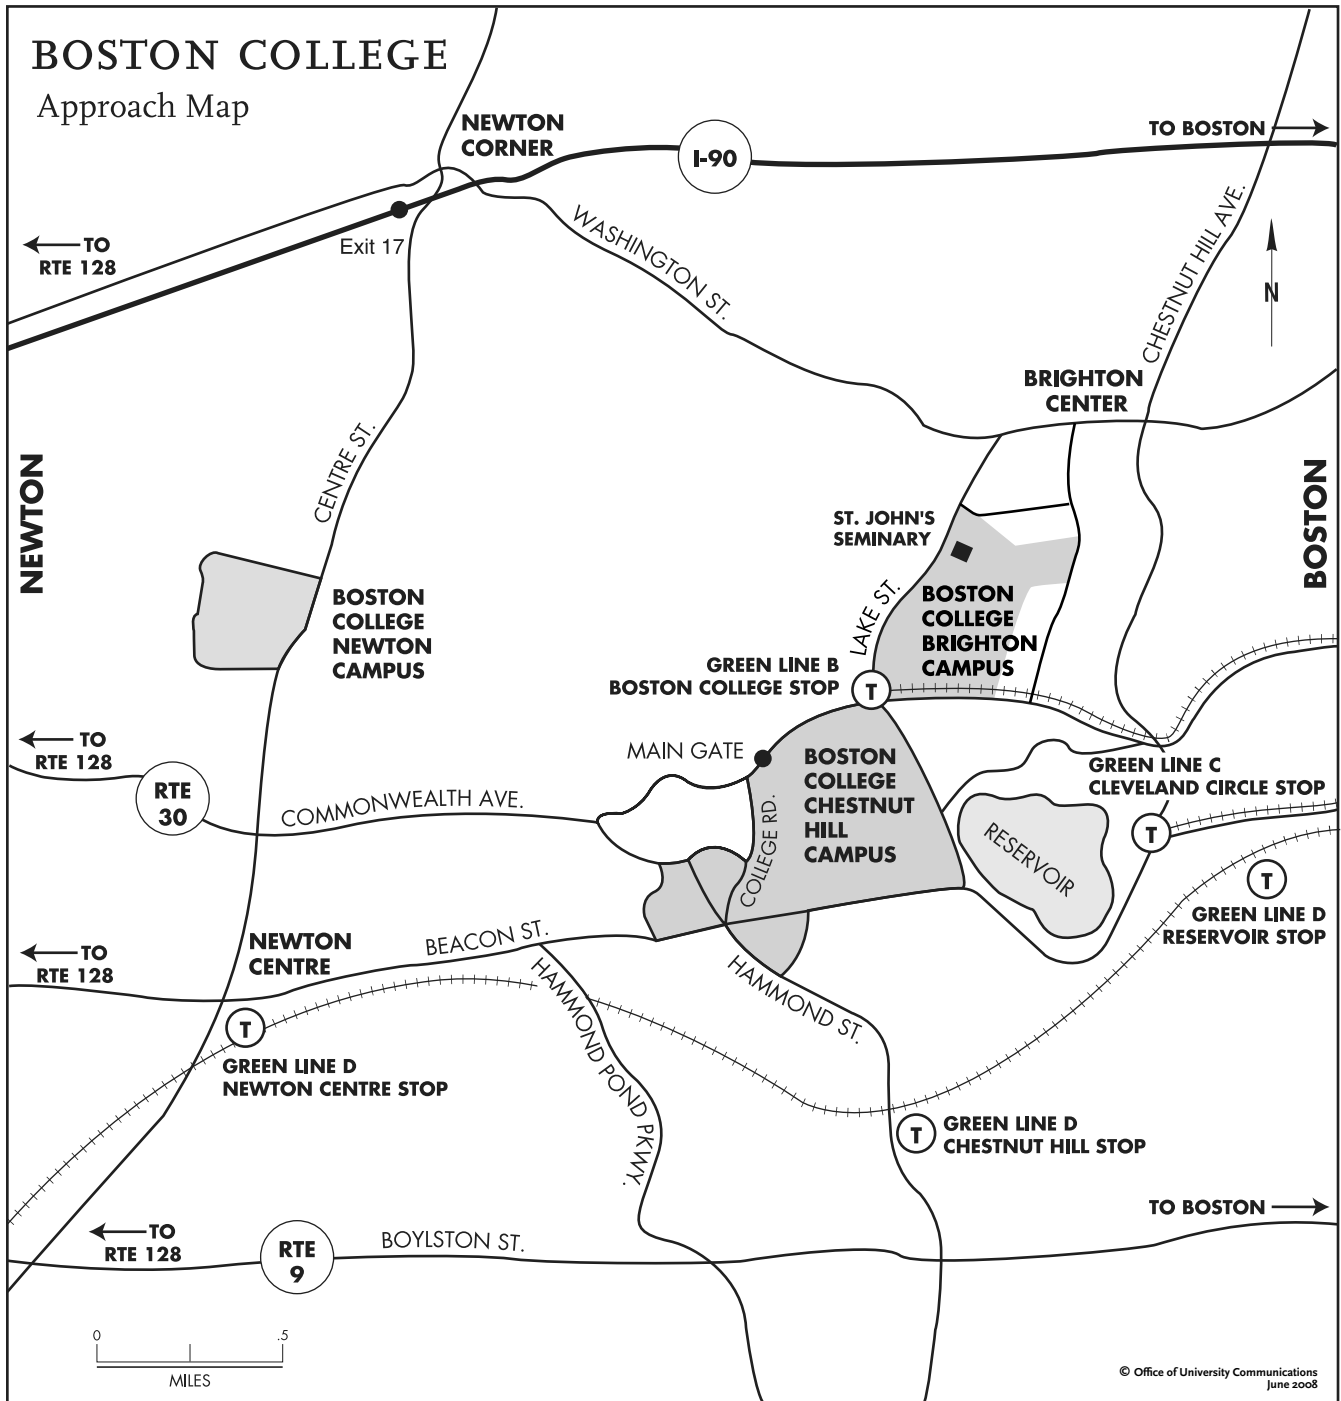 BOSTON COLLEGE
Approach Map
NEWTON
CORNER
I-90
TO BOSTON
TO
RTE 128
Exit 17
WASHINGTON ST.
CHESTNUT HILL AVE.
N
BRIGHTON
CENTER
CENTRE ST.
NEWTON
BOSTON
ST. JOHN'S
SEMINARY
BOSTON
COLLEGE
NEWTON
CAMPUS
LAKE ST.
BOSTON
COLLEGE
BRIGHTON
CAMPUS
GREEN LINE B
BOSTON COLLEGE STOP
T
TO
RTE 128
RTE
30
COMMONWEALTH AVE.
MAIN GATE
BOSTON
COLLEGE
CHESTNUT
HILL
CAMPUS
COLLEGE RD.
GREEN LINE C
CLEVELAND CIRCLE STOP
T
RESERVOIR
T
GREEN LINE D
RESERVOIR STOP
TO
RTE 128
NEWTON
CENTRE
BEACON ST.
HAMMOND POND PKWY.
HAMMOND ST.
T
GREEN LINE D
NEWTON CENTRE STOP
T
GREEN LINE D
CHESTNUT HILL STOP
TO BOSTON
TO
RTE 128
RTE
9
BOYLSTON ST.
0 .5
MILES
© Office of University Communications
June 2008